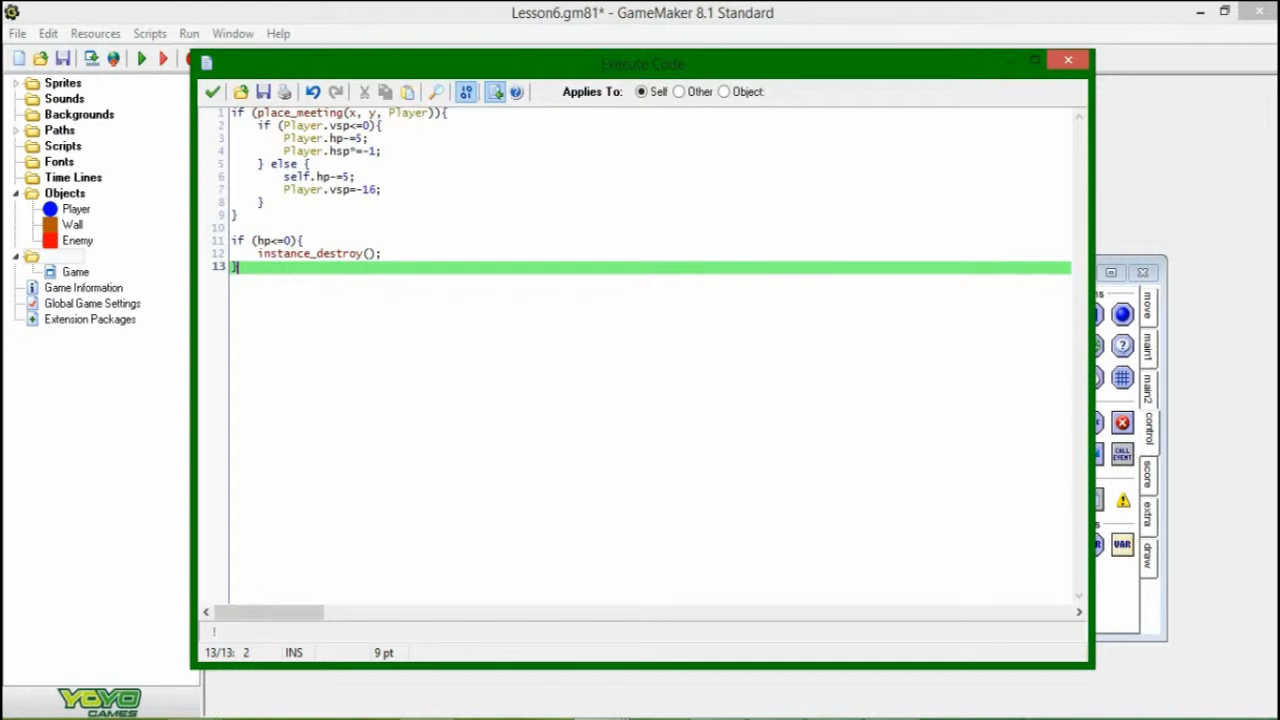 Lesson6.gm81* - GameMaker 8.1 Standard
File Edit Resources Scripts Run Window Help
Execute Code
Applies To: Self Other Object:
Sprites
Sounds
Backgrounds
Paths
Scripts
Fonts
Time Lines
Objects
Player
Wall
Enemy
Game
Game Information
Global Game Settings
Extension Packages
1 if (place_meeting(x, y, Player)){
2 if (Player.vsp<=0){
3 Player.hp-=5;
4 Player.hsp*=-1;
5 } else {
6 self.hp-=5;
7 Player.vsp=-16;
8 }
9 }
10
11 if (hp<=0){
12 instance_destroy();
13 }
move
main1
main2
control
score
extra
draw
CALL EVENT
VAR
13/13: 2 INS 9 pt
YOYO
GAMES